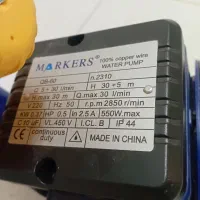 MARKERS®
100% copper wire
WATER PUMP
QB-60 n.2310
Q 5 ÷ 30 l/min H 30 ÷ 5 m
H.max 30 m Q.max 30 l/min
V 220 Hz 50 r.p.m 2850 r/min
KW 0.37 HP 0.5 In 2.5 A 550W.max
C 10 uF VL 450 V I.CL. B IP 44
continuous
duty
MADE IN CHINA